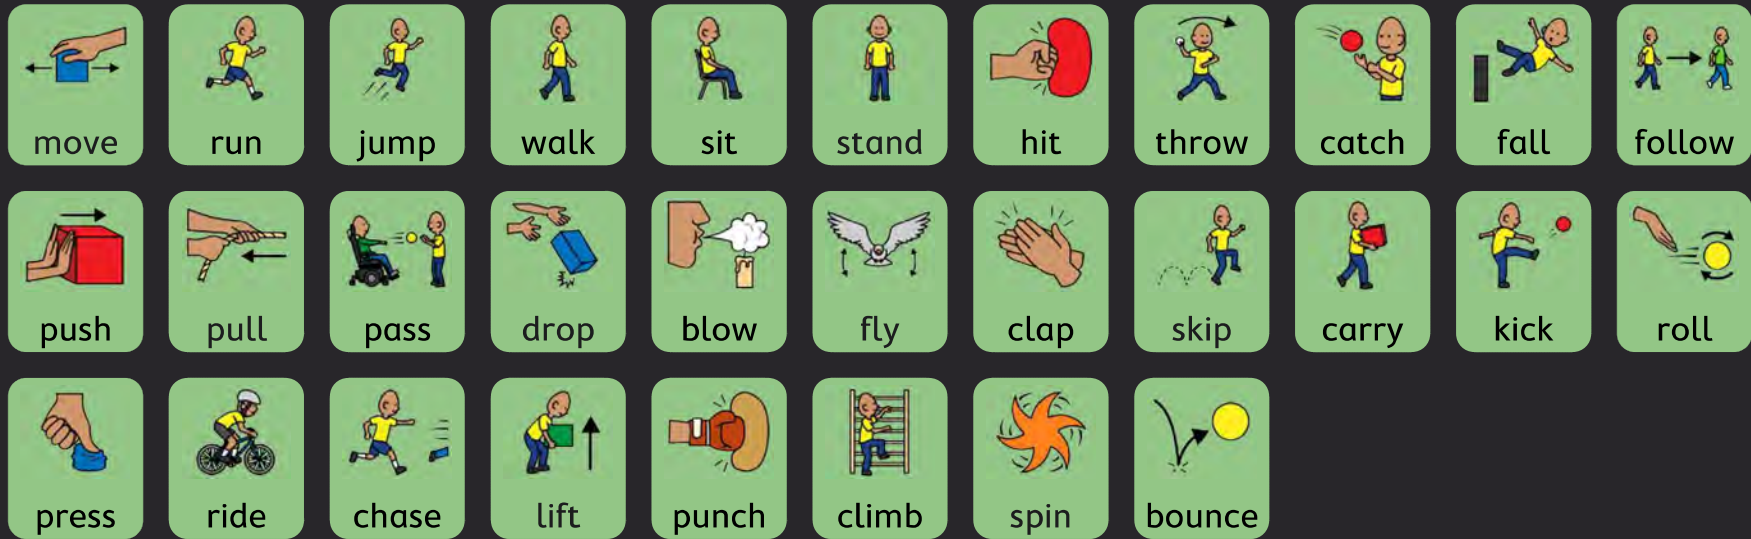 move run jump walk sit stand hit throw catch fall follow
push pull pass drop blow fly clap skip carry kick roll
press ride chase lift punch climb spin bounce